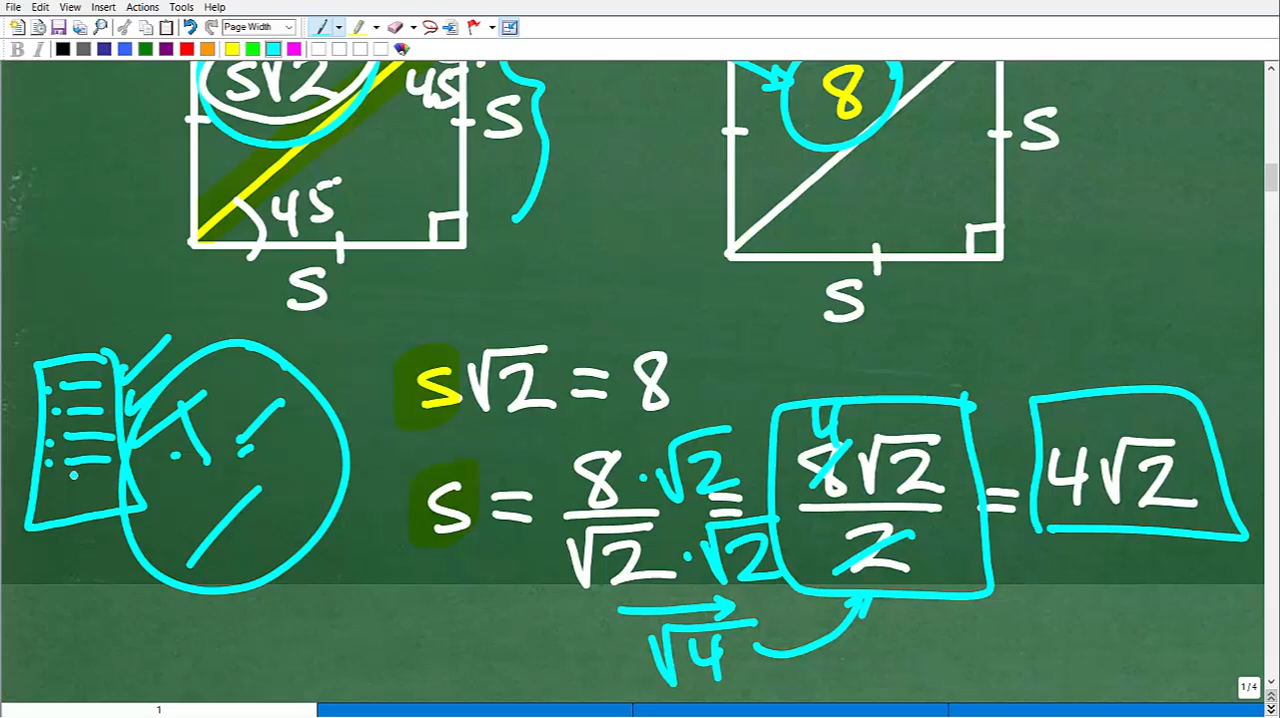 File Edit View Insert Actions Tools Help
Page Width
B I
S√2
45
S
45
S
8
S
S
S√2 = 8
S = 8 · √2 / √2 · √2 = 8√2 / 2 = 4√2
4
√4
1/4
1